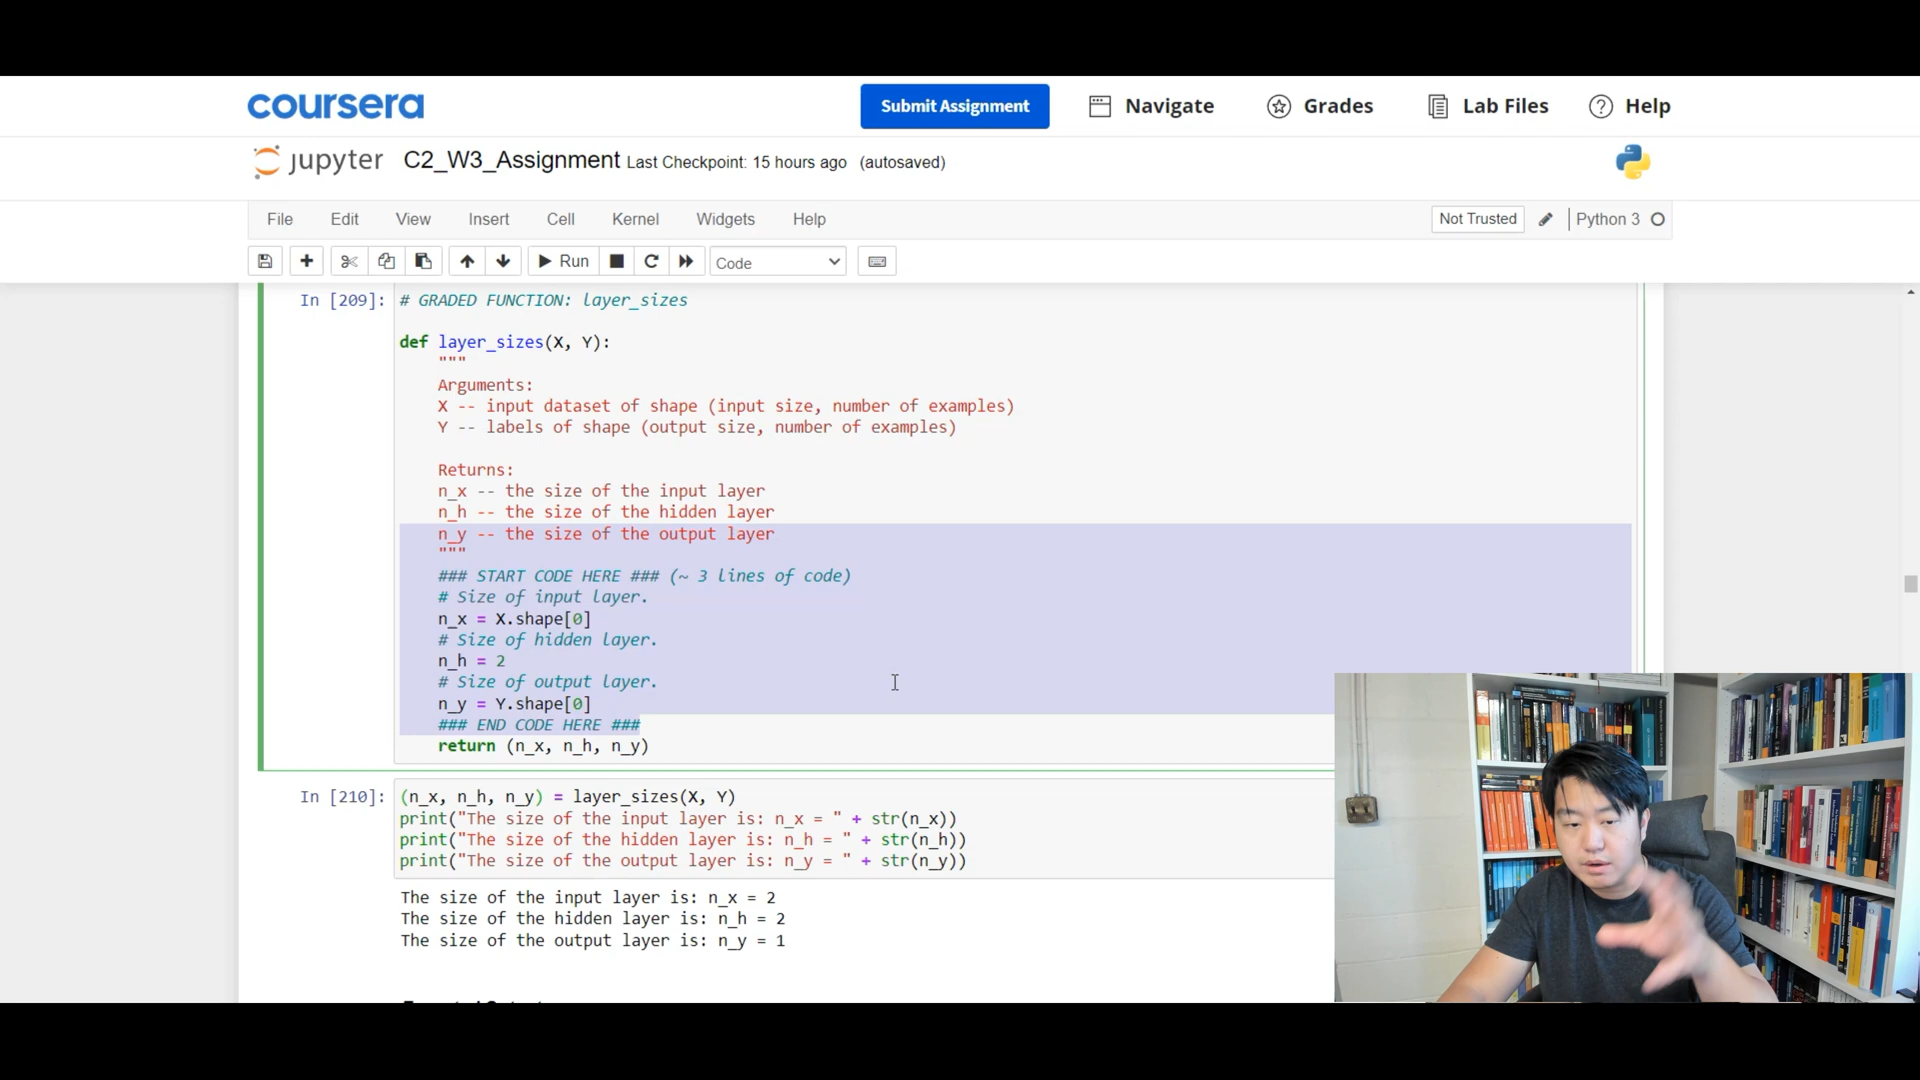 coursera
Submit Assignment
Navigate
Grades
Lab Files
Help
jupyter
C2_W3_Assignment Last Checkpoint: 15 hours ago (autosaved)
File Edit View Insert Cell Kernel Widgets Help
Not Trusted
Python 3
Run
Code
In [209]:
# GRADED FUNCTION: layer_sizes
def layer_sizes(X, Y):
"""
Arguments:
X -- input dataset of shape (input size, number of examples)
Y -- labels of shape (output size, number of examples)
Returns:
n_x -- the size of the input layer
n_h -- the size of the hidden layer
n_y -- the size of the output layer
"""
### START CODE HERE ### (~ 3 lines of code)
# Size of input layer.
n_x = X.shape[0]
# Size of hidden layer.
n_h = 2
# Size of output layer.
n_y = Y.shape[0]
### END CODE HERE ###
return (n_x, n_h, n_y)
In [210]:
(n_x, n_h, n_y) = layer_sizes(X, Y)
print("The size of the input layer is: n_x = " + str(n_x))
print("The size of the hidden layer is: n_h = " + str(n_h))
print("The size of the output layer is: n_y = " + str(n_y))
The size of the input layer is: n_x = 2
The size of the hidden layer is: n_h = 2
The size of the output layer is: n_y = 1